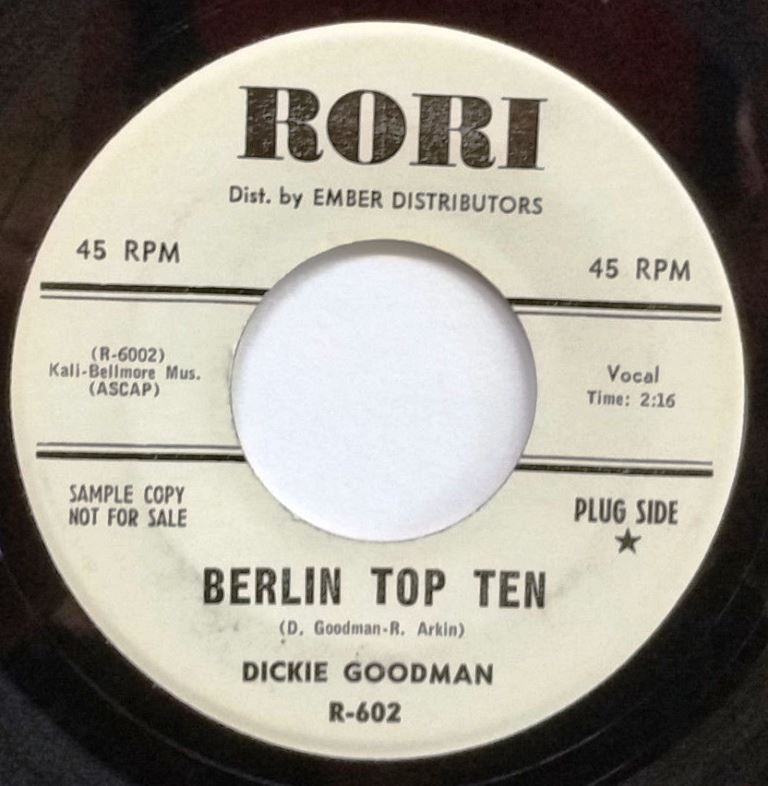 RORI
Dist. by EMBER DISTRIBUTORS
45 RPM
45 RPM
(R-6002)
Kali-Bellmore Mus.
(ASCAP)
Vocal
Time: 2:16
SAMPLE COPY
NOT FOR SALE
PLUG SIDE
★
BERLIN TOP TEN
(D. Goodman-R. Arkin)
DICKIE GOODMAN
R-602